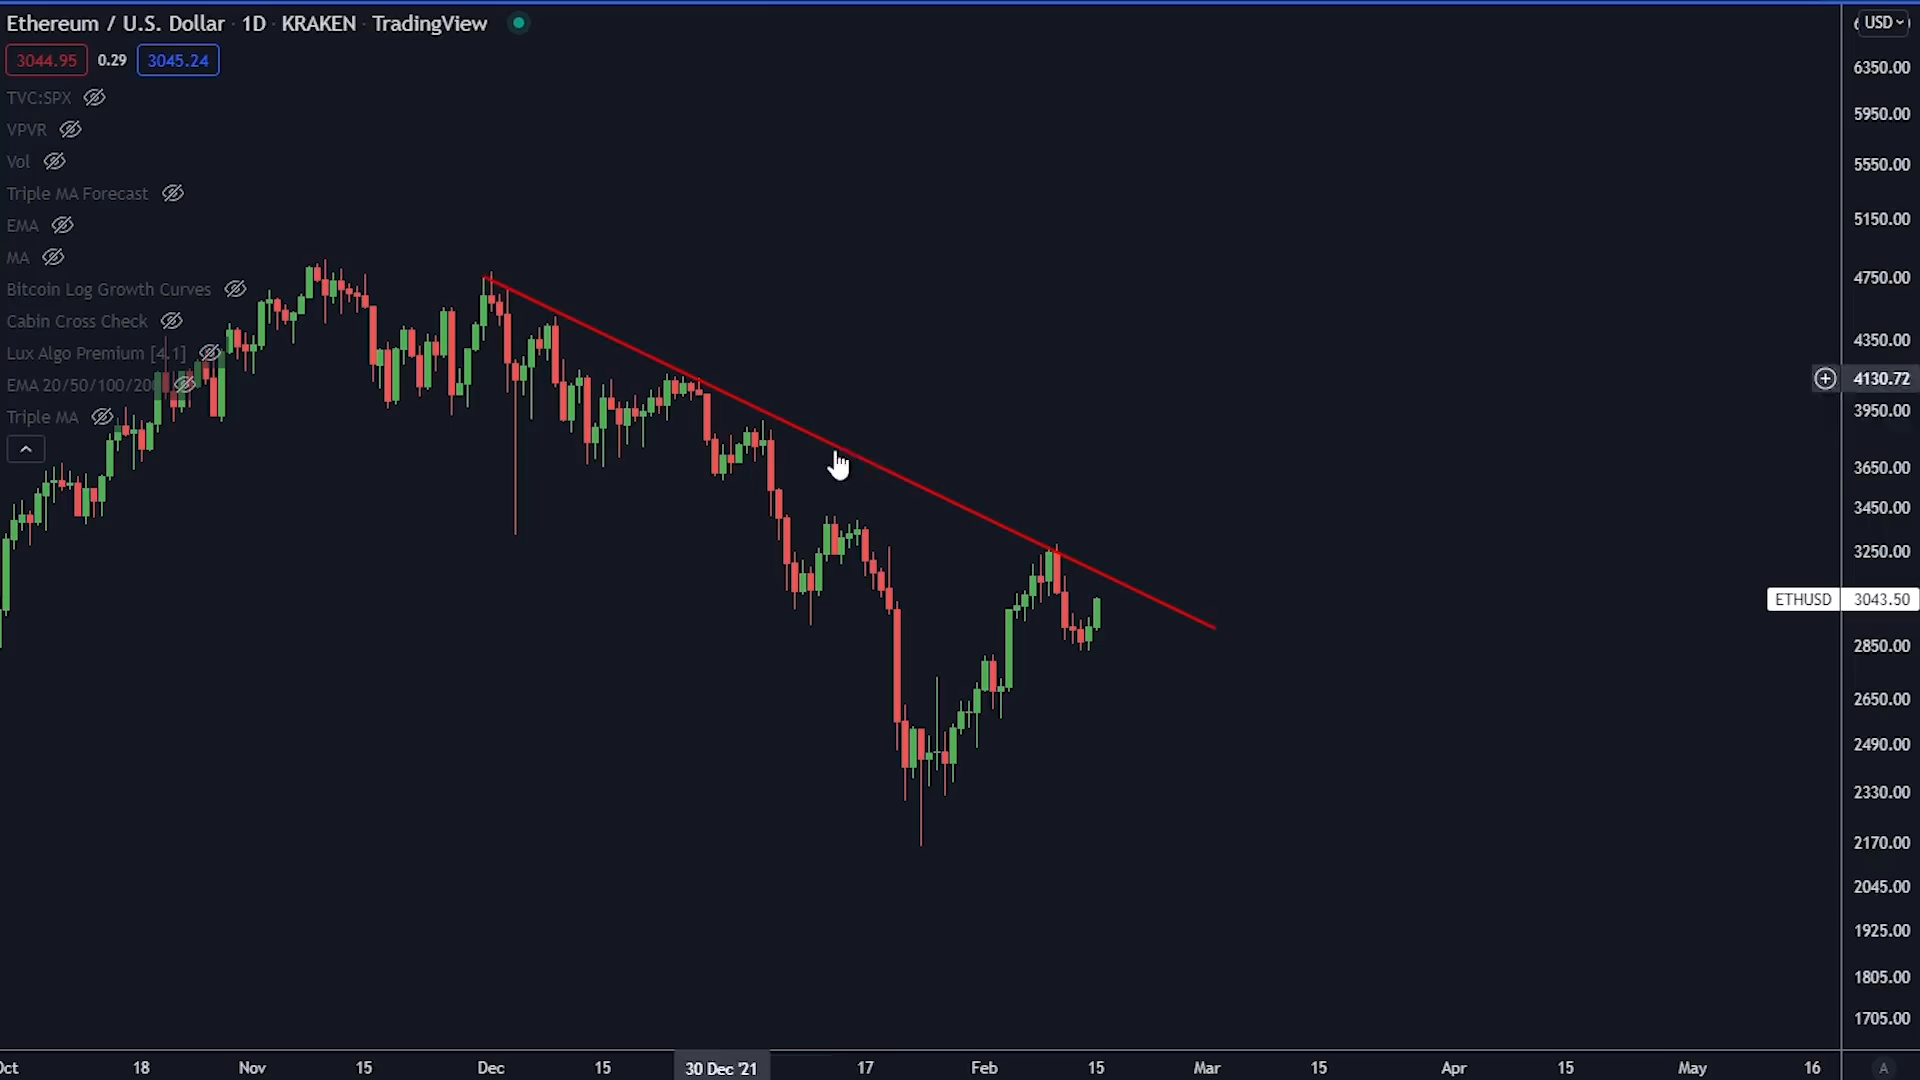 Ethereum / U.S. Dollar · 1D · KRAKEN · TradingView
USD
3044.95 0.29 3045.24
TVC:SPX
VPVR
Vol
Triple MA Forecast
EMA
MA
Bitcoin Log Growth Curves
Cabin Cross Check
Lux Algo Premium [4.1]
EMA 20/50/100/200
Triple MA
6350.00
5950.00
5550.00
5150.00
4750.00
4350.00
4130.72
3950.00
3650.00
3450.00
3250.00
ETHUSD 3043.50
2850.00
2650.00
2490.00
2330.00
2170.00
2045.00
1925.00
1805.00
1705.00
Oct 18 Nov 15 Dec 15 30 Dec '21 17 Feb 15 Mar 15 Apr 15 May 16 A